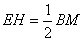 EH = 1/2 BM